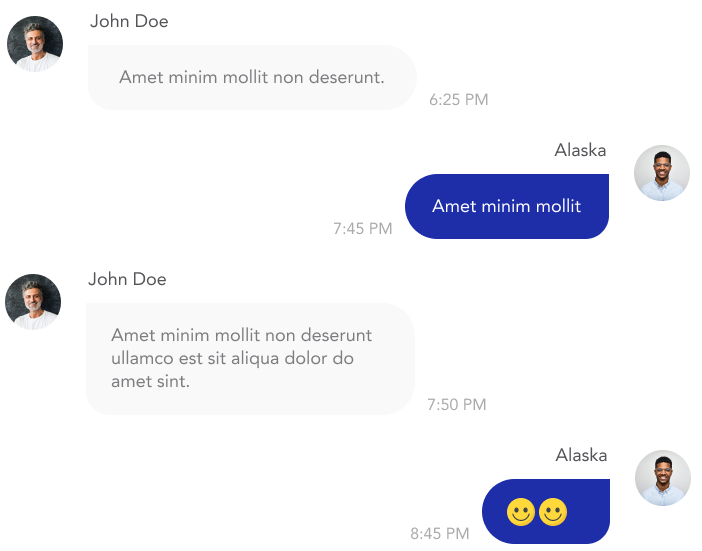 John Doe
Amet minim mollit non deserunt.
6:25 PM
Alaska
Amet minim mollit
7:45 PM
John Doe
Amet minim mollit non deserunt
ullamco est sit aliqua dolor do
amet sint.
7:50 PM
Alaska
🙂🙂
8:45 PM